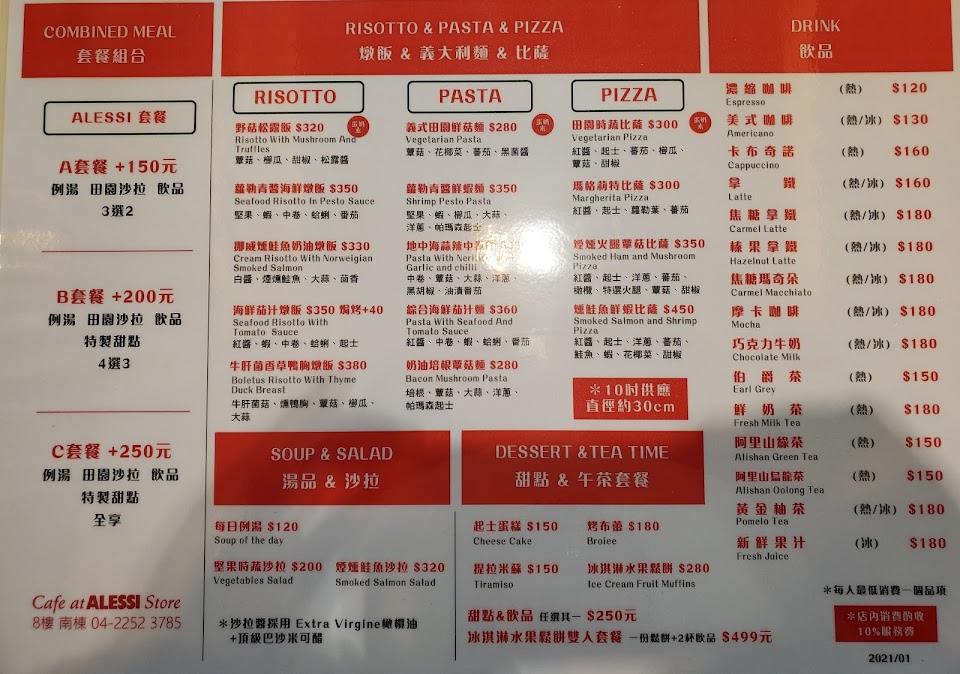 COMBINED MEAL
套餐組合
ALESSI 套餐
A套餐 +150元
例湯 田園沙拉 飲品
3選2
B套餐 +200元
例湯 田園沙拉 飲品
特製甜點
4選3
C套餐 +250元
例湯 田園沙拉 飲品
特製甜點
全享
Cafe at ALESSI Store
8樓 南棟 04-2252 3785
RISOTTO & PASTA & PIZZA
燉飯 & 義大利麵 & 比薩
RISOTTO
野菇松露飯 $320
蛋奶素
Risotto With Mushroom And
Truffles
蕈菇、櫛瓜、甜椒、松露醬
蘿勒青醬海鮮燉飯 $350
Seafood Risotto In Pesto Sauce
堅果、蝦、中卷、蛤蜊、番茄
挪威燻鮭魚奶油燉飯 $330
Cream Risotto With Norweigian
Smoked Salmon
白醬、煙燻鮭魚、大蒜、茴香
海鮮茄汁燉飯 $350 焗烤+40
Seafood Risotto With
Tomato Sauce
紅醬、蝦、中卷、蛤蜊、起士
牛肝菌香草鴨胸燉飯 $380
Boletus Risotto With Thyme
Duck Breast
牛肝菌菇、燻鴨胸、蕈菇、櫛瓜、
大蒜
PASTA
義式田園鮮菇麵 $280
蛋奶素
Vegetarian Pasta
蕈菇、花椰菜、蕃茄、黑菌醬
蘿勒青醬鮮蝦麵 $350
Shrimp Pesto Pasta
堅果、蝦、櫛瓜、大蒜、
洋蔥、帕瑪森起士
地中海蒜辣中卷
Pasta With
Garlic and chilli
中卷、蕈菇、大蒜、洋蔥、
黑胡椒、油漬番茄
綜合海鮮茄汁麵 $360
Pasta With Seafood And
Tomato Sauce
紅醬、蝦、中卷、蛤蜊、番茄
奶油培根蕈菇麵 $280
Bacon Mushroom Pasta
培根、蕈菇、大蒜、洋蔥、
帕瑪森起士
PIZZA
田園時蔬比薩 $300
蛋奶素
Vegetarian Pizza
紅醬、起士、蕃茄、櫛瓜、
蕈菇、甜椒
瑪格莉特比薩 $300
Margherita Pizza
紅醬、起士、蘿勒葉、蕃茄
煙燻火腿蕈菇比薩 $350
Smoked Ham and Mushroom
Pizza
紅醬、起士、洋蔥、蕃茄、
橄欖、特選火腿、蕈菇、甜椒
燻鮭魚鮮蝦比薩 $450
Smoked Salmon and Shrimp
Pizza
紅醬、起士、洋蔥、蕃茄、
鮭魚、蝦、花椰菜、甜椒
＊10吋供應
直徑約30cm
SOUP & SALAD
湯品 & 沙拉
每日例湯 $120
Soup of the day
堅果時蔬沙拉 $200
Vegetables Salad
煙燻鮭魚沙拉 $320
Smoked Salmon Salad
＊沙拉醬採用 Extra Virgine橄欖油
+頂級巴沙米可醋
DESSERT &TEA TIME
甜點 & 午茶套餐
起士蛋糕 $150
Cheese Cake
烤布蕾 $180
Broiee
提拉米蘇 $150
Tiramiso
冰淇淋水果鬆餅 $280
Ice Cream Fruit Muffins
甜點&飲品 任選其一 $250元
冰淇淋水果鬆餅雙人套餐 一份鬆餅+2杯飲品 $499元
DRINK
飲品
濃縮咖啡 (熱) $120
Espresso
美式咖啡 (熱/冰) $130
Americano
卡布奇諾 (熱) $160
Cappuccino
拿鐵 (熱/冰) $160
Latte
焦糖拿鐵 (熱/冰) $180
Carmel Latte
榛果拿鐵 (熱/冰) $180
Hazelnut Latte
焦糖瑪奇朵 (熱/冰) $180
Carmel Macchiato
摩卡咖啡 (熱/冰) $180
Mocha
巧克力牛奶 (熱/冰) $180
Chocolate Milk
伯爵茶 (熱) $150
Earl Grey
鮮奶茶 (熱) $180
Fresh Milk Tea
阿里山綠茶 (熱) $150
Alishan Green Tea
阿里山烏龍茶 (熱) $150
Alishan Oolong Tea
黃金柚茶 (熱/冰) $180
Pomelo Tea
新鮮果汁 (冰) $180
Fresh Juice
＊每人最低消費一個品項
＊店內消費酌收
10%服務費
2021/01